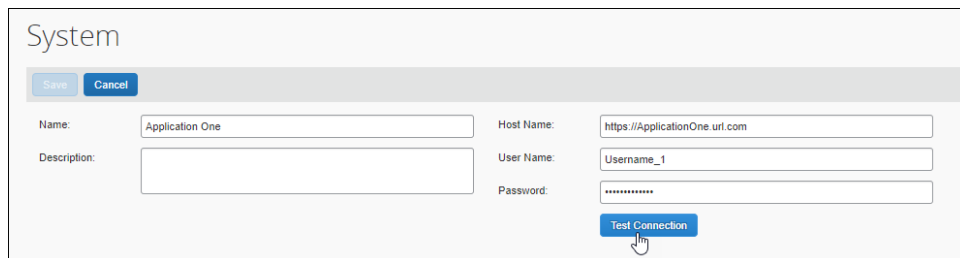 System
Save Cancel
Name: Application One
Description:
Host Name: https://ApplicationOne.url.com
User Name: Username_1
Password: •••••••••••••
Test Connection